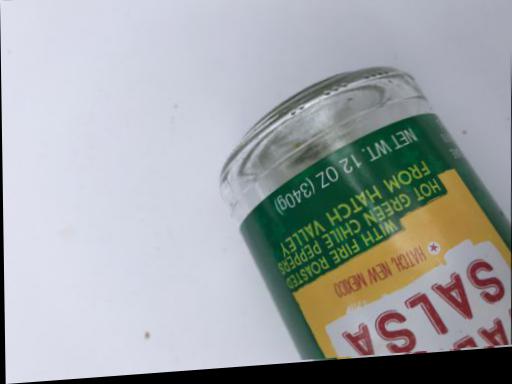 SALSA
HATCH, NEW MEXICO
WITH FIRE ROASTED
HOT GREEN CHILE PEPPERS
FROM HATCH VALLEY
NET WT. 12 OZ (340g)